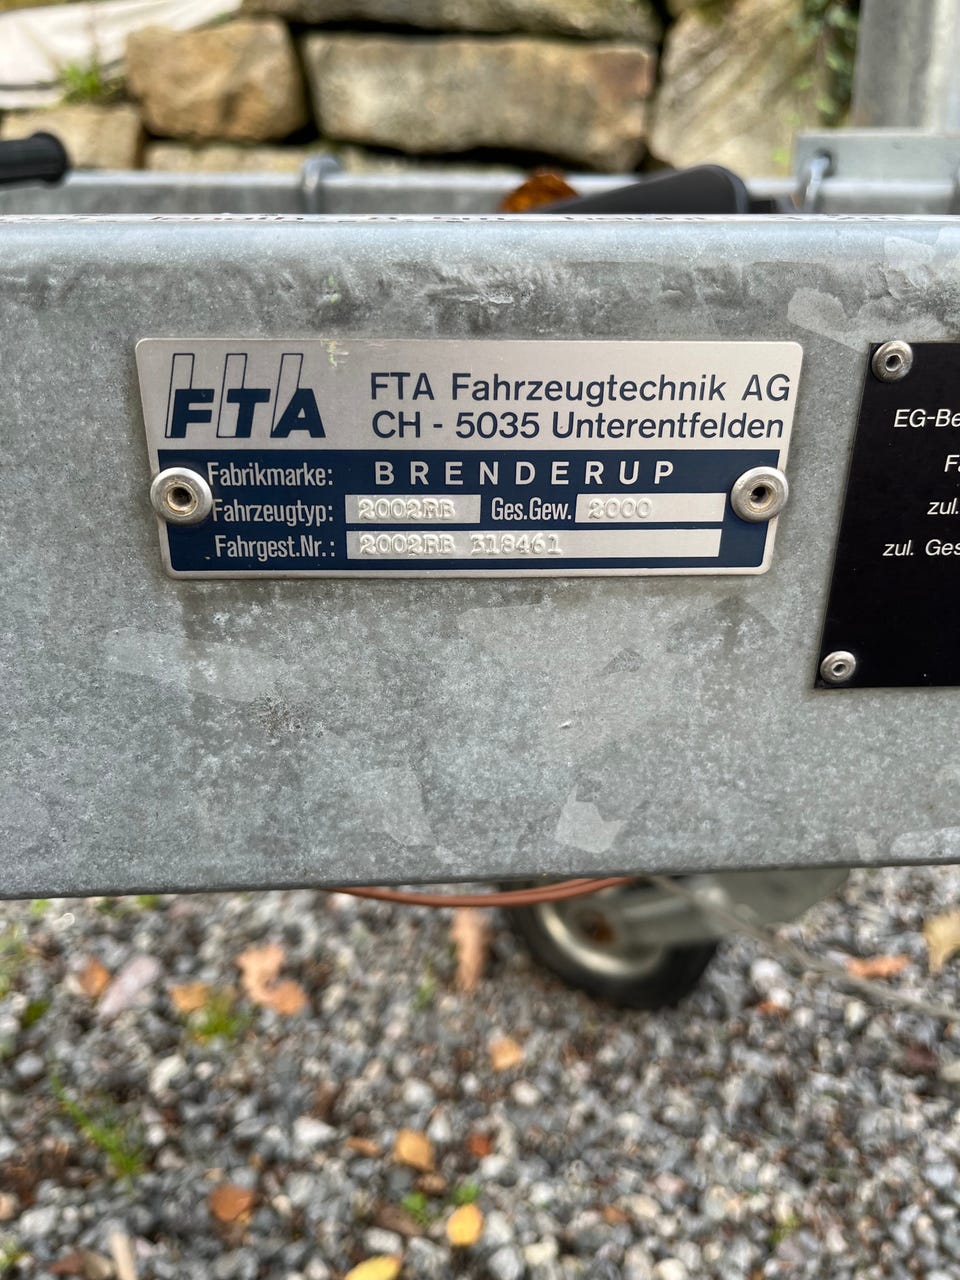 FTA
FTA Fahrzeugtechnik AG
CH - 5035 Unterentfelden
Fabrikmarke: BRENDERUP
Fahrzeugtyp: 2002RB Ges.Gew. 2000
Fahrgest.Nr.: 2002RB 318461
EG-Be
zul.
zul. Ges